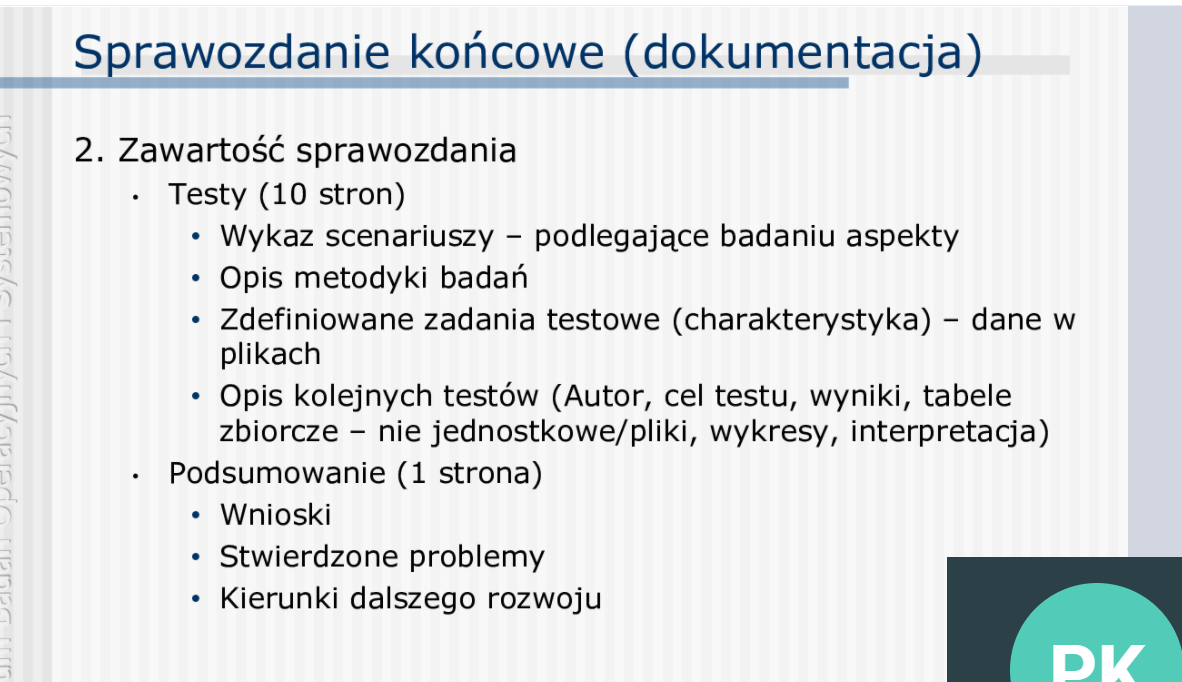 Sprawozdanie końcowe (dokumentacja)
2. Zawartość sprawozdania
• Testy (10 stron)
• Wykaz scenariuszy – podlegające badaniu aspekty
• Opis metodyki badań
• Zdefiniowane zadania testowe (charakterystyka) – dane w
plikach
• Opis kolejnych testów (Autor, cel testu, wyniki, tabele
zbiorcze – nie jednostkowe/pliki, wykresy, interpretacja)
• Podsumowanie (1 strona)
• Wnioski
• Stwierdzone problemy
• Kierunki dalszego rozwoju
Badań Operacyjnych i Systemowych
PK